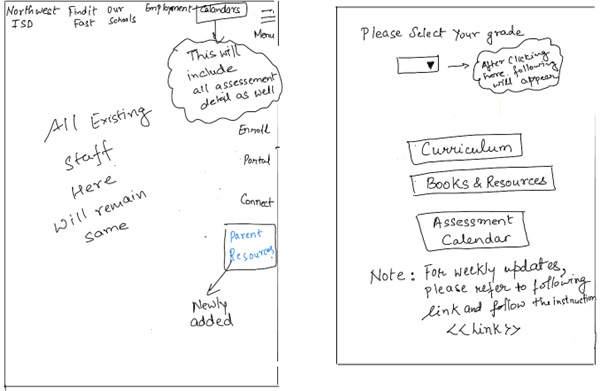 Northwest ISD
Findit Fast
Our Schools
Employment
Calendars
Menu
This will
include
all assessement
detail as well
All Existing
Staff
Here
will remain
same
Enroll
Portal
Connect
Parent
Resources
Newly
added
Please Select Your grade
After Clicking
here following
will appear
Curriculum
Books & Resources
Assessment
Calendar
Note: For weekly updates,
please refer to following
link and follow the instruction
<<Link>>